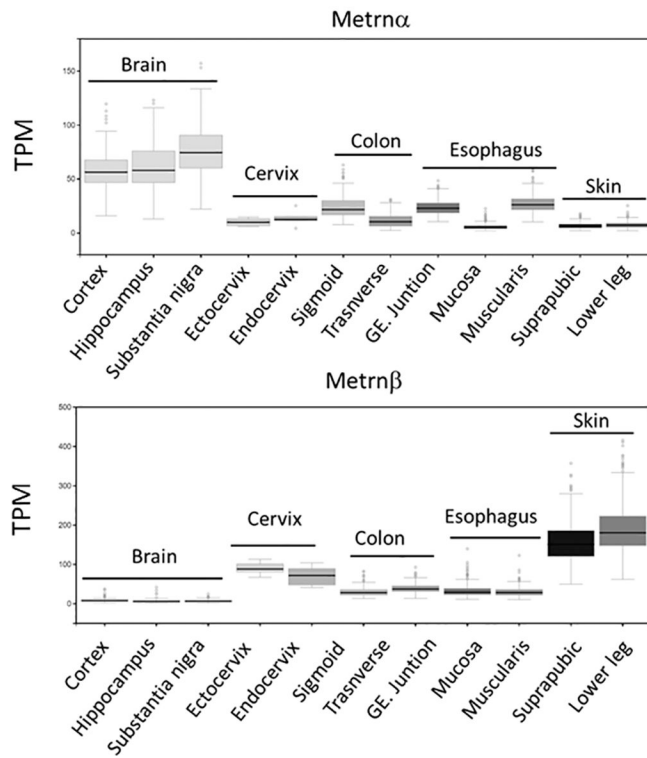 Metrnα
TPM
150
100
50
0
Brain
Cervix
Colon
Esophagus
Skin
Cortex
Hippocampus
Substantia nigra
Ectocervix
Endocervix
Sigmoid
Trasnverse
GE. Juntion
Mucosa
Muscularis
Suprapubic
Lower leg
Metrnβ
TPM
500
400
300
200
100
0
Brain
Cervix
Colon
Esophagus
Skin
Cortex
Hippocampus
Substantia nigra
Ectocervix
Endocervix
Sigmoid
Trasnverse
GE. Juntion
Mucosa
Muscularis
Suprapubic
Lower leg